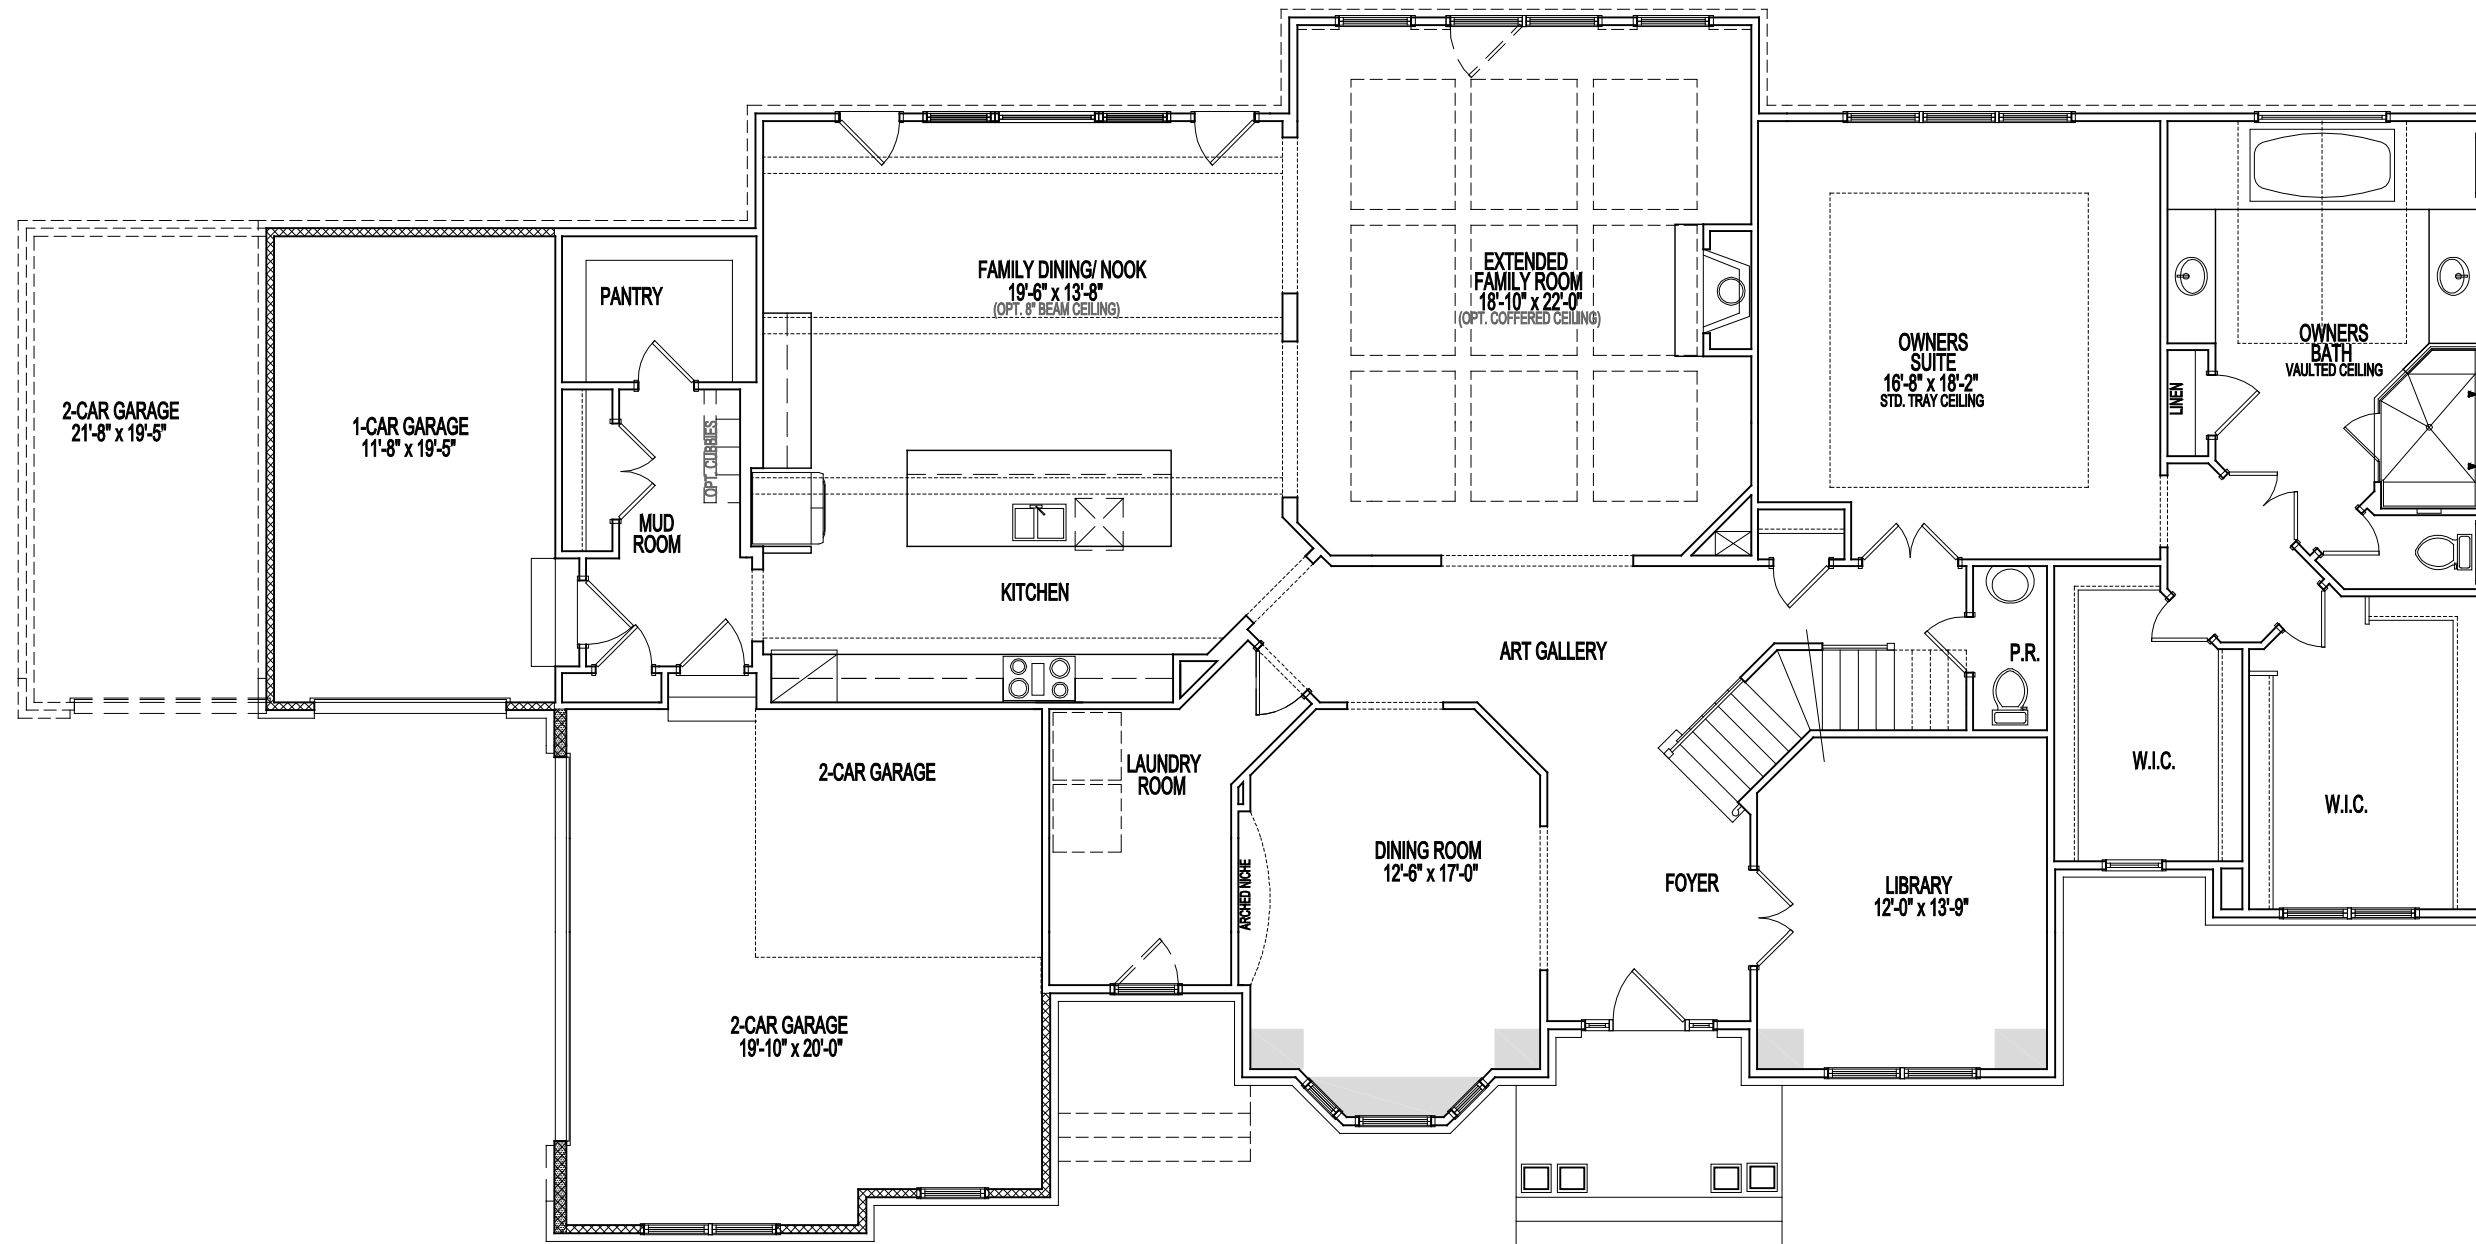 FAMILY DINING/ NOOK
19'-6" x 13'-8"
(OPT. 8" BEAM CEILING)
EXTENDED
FAMILY ROOM
18'-10" x 22'-0"
(OPT. COFFERED CEILING)
PANTRY
OWNERS
SUITE
16'-8" x 18'-2"
STD. TRAY CEILING
OWNERS
BATH
VAULTED CEILING
LINEN
2-CAR GARAGE
21'-8" x 19'-5"
1-CAR GARAGE
11'-8" x 19'-5"
OPT. CUBBIES
MUD
ROOM
KITCHEN
ART GALLERY
P.R.
2-CAR GARAGE
LAUNDRY
ROOM
W.I.C.
W.I.C.
DINING ROOM
12'-6" x 17'-0"
ARCHED NICHE
FOYER
LIBRARY
12'-0" x 13'-9"
2-CAR GARAGE
19'-10" x 20'-0"